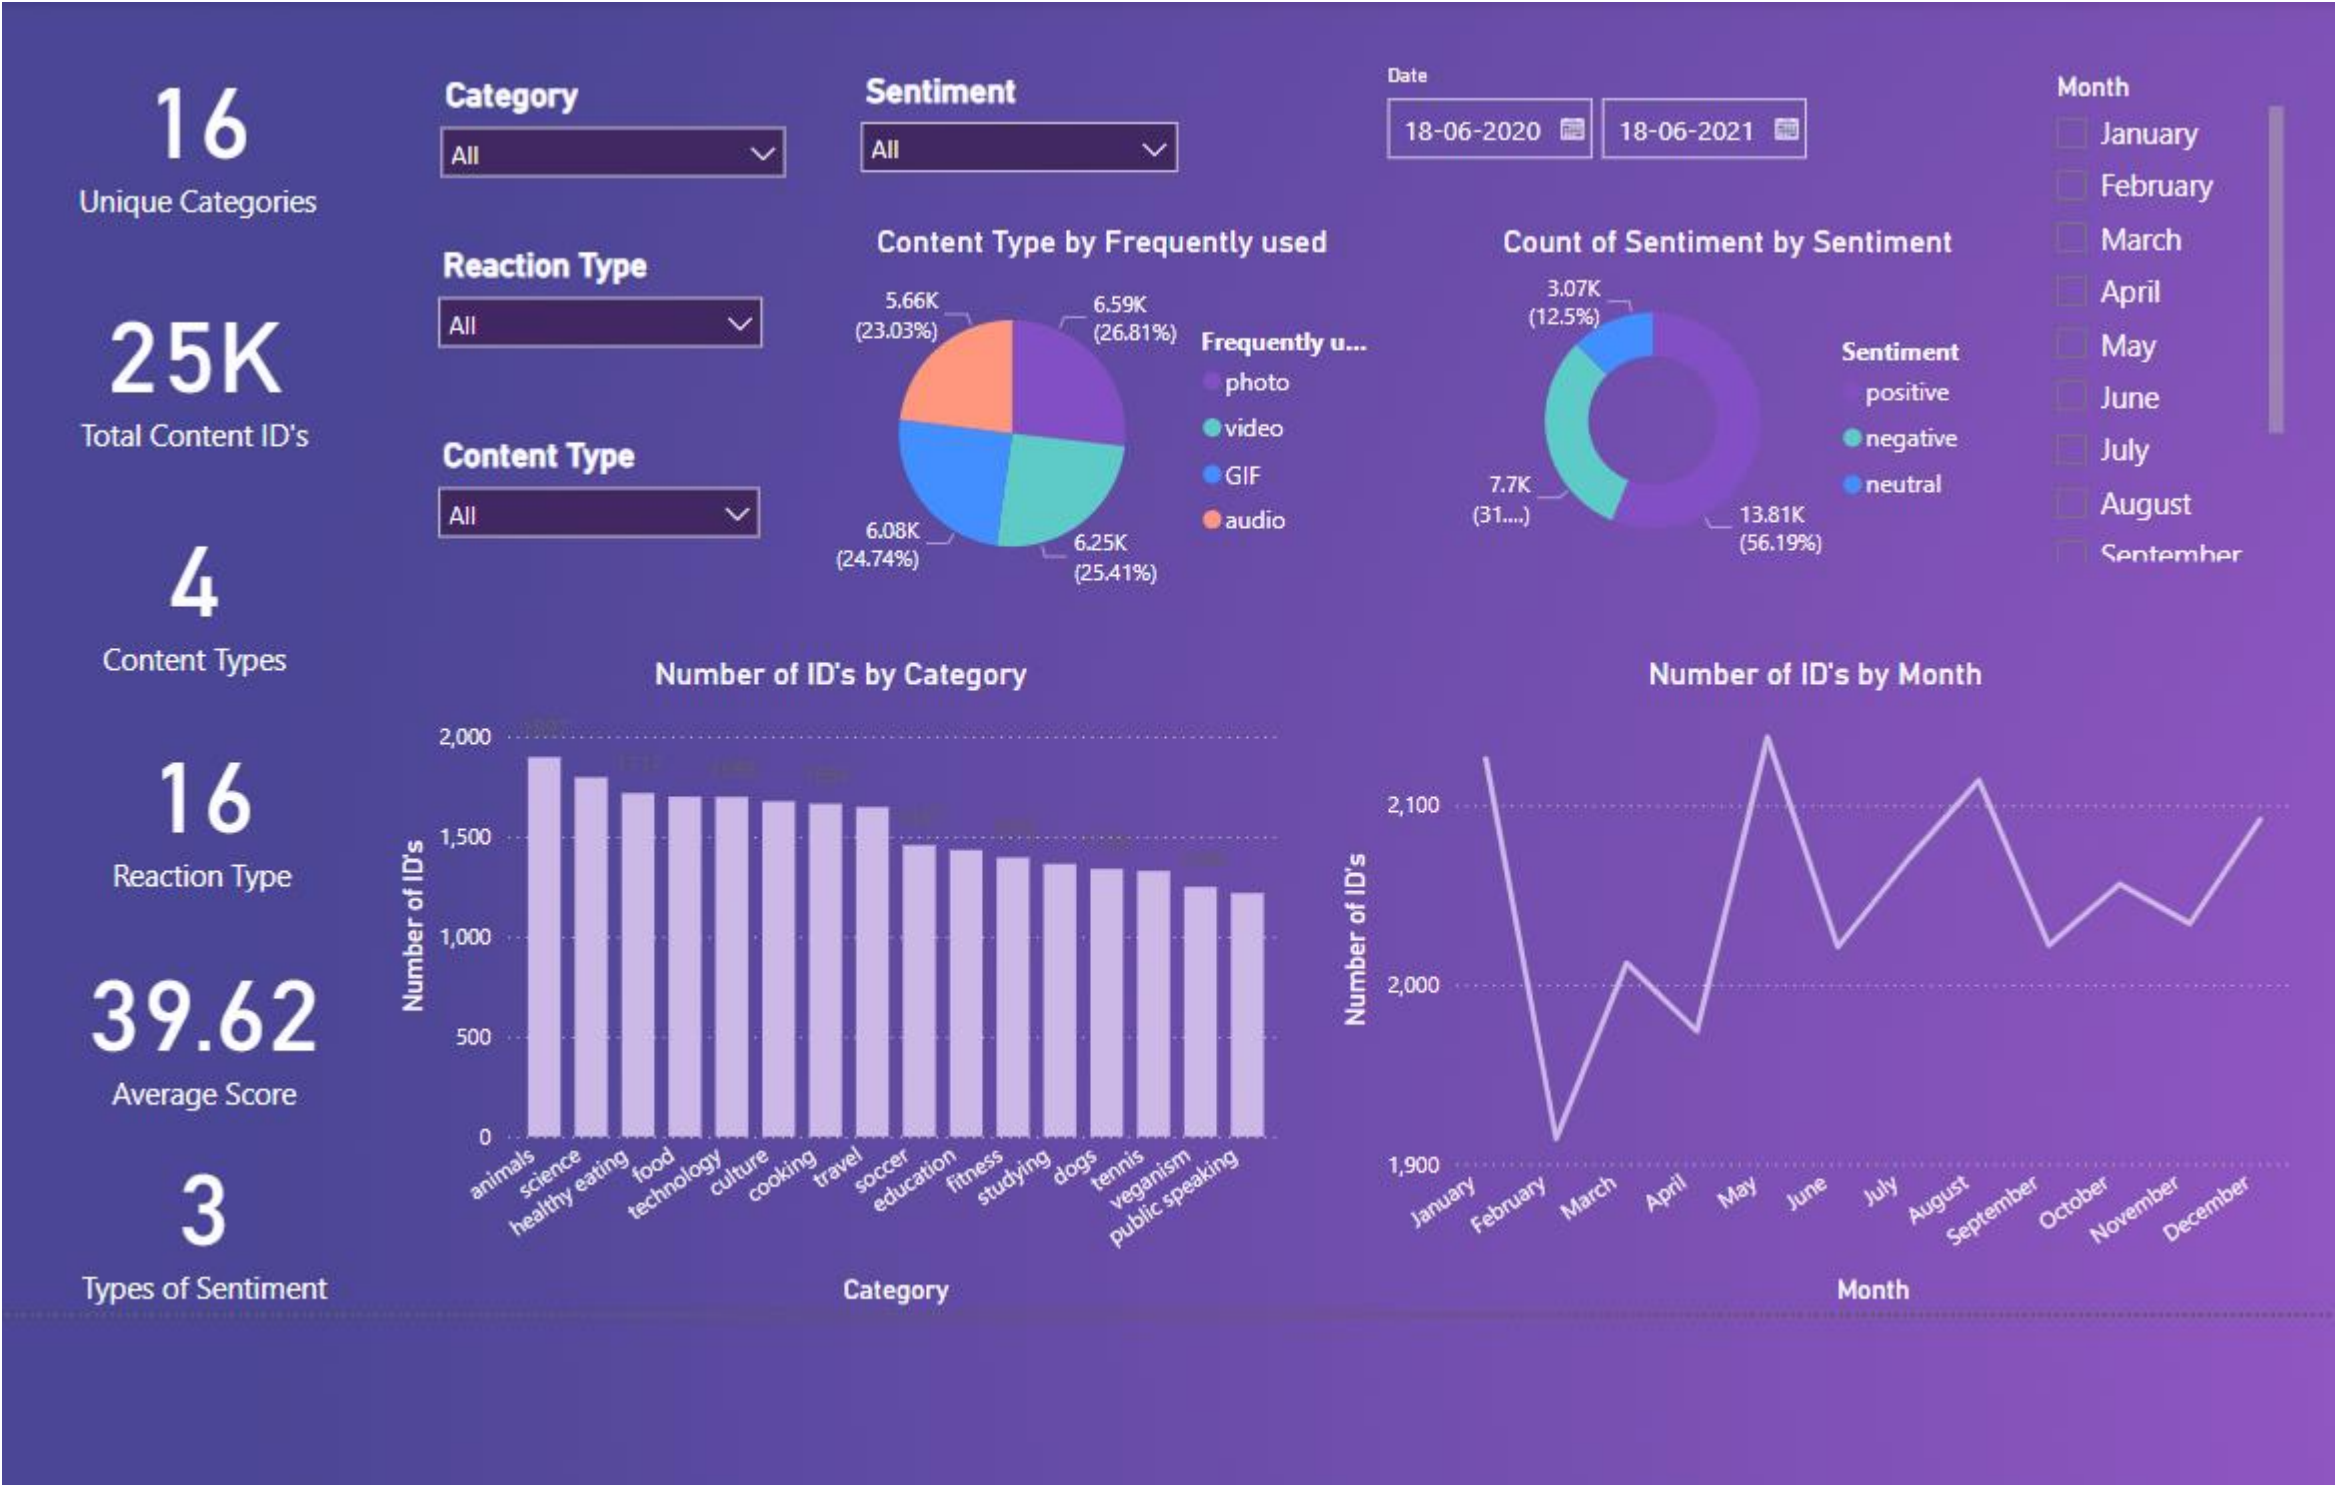 16
Unique Categories
25K
Total Content ID's
4
Content Types
16
Reaction Type
39.62
Average Score
3
Types of Sentiment
Category
All
Reaction Type
All
Content Type
All
Sentiment
All
Date
18-06-2020
18-06-2021
Month
January
February
March
April
May
June
July
August
September
Content Type by Frequently used
5.66K
(23.03%)
6.59K
(26.81%)
6.08K
(24.74%)
6.25K
(25.41%)
Frequently u...
photo
video
GIF
audio
Count of Sentiment by Sentiment
3.07K
(12.5%)
7.7K
(31....)
13.81K
(56.19%)
Sentiment
positive
negative
neutral
Number of ID's by Category
Number of ID's
2,000
1,500
1,000
500
0
animals
science
healthy eating
food
technology
culture
cooking
travel
soccer
education
fitness
studying
dogs
tennis
veganism
public speaking
Category
Number of ID's by Month
Number of ID's
2,100
2,000
1,900
January
February
March
April
May
June
July
August
September
October
November
December
Month